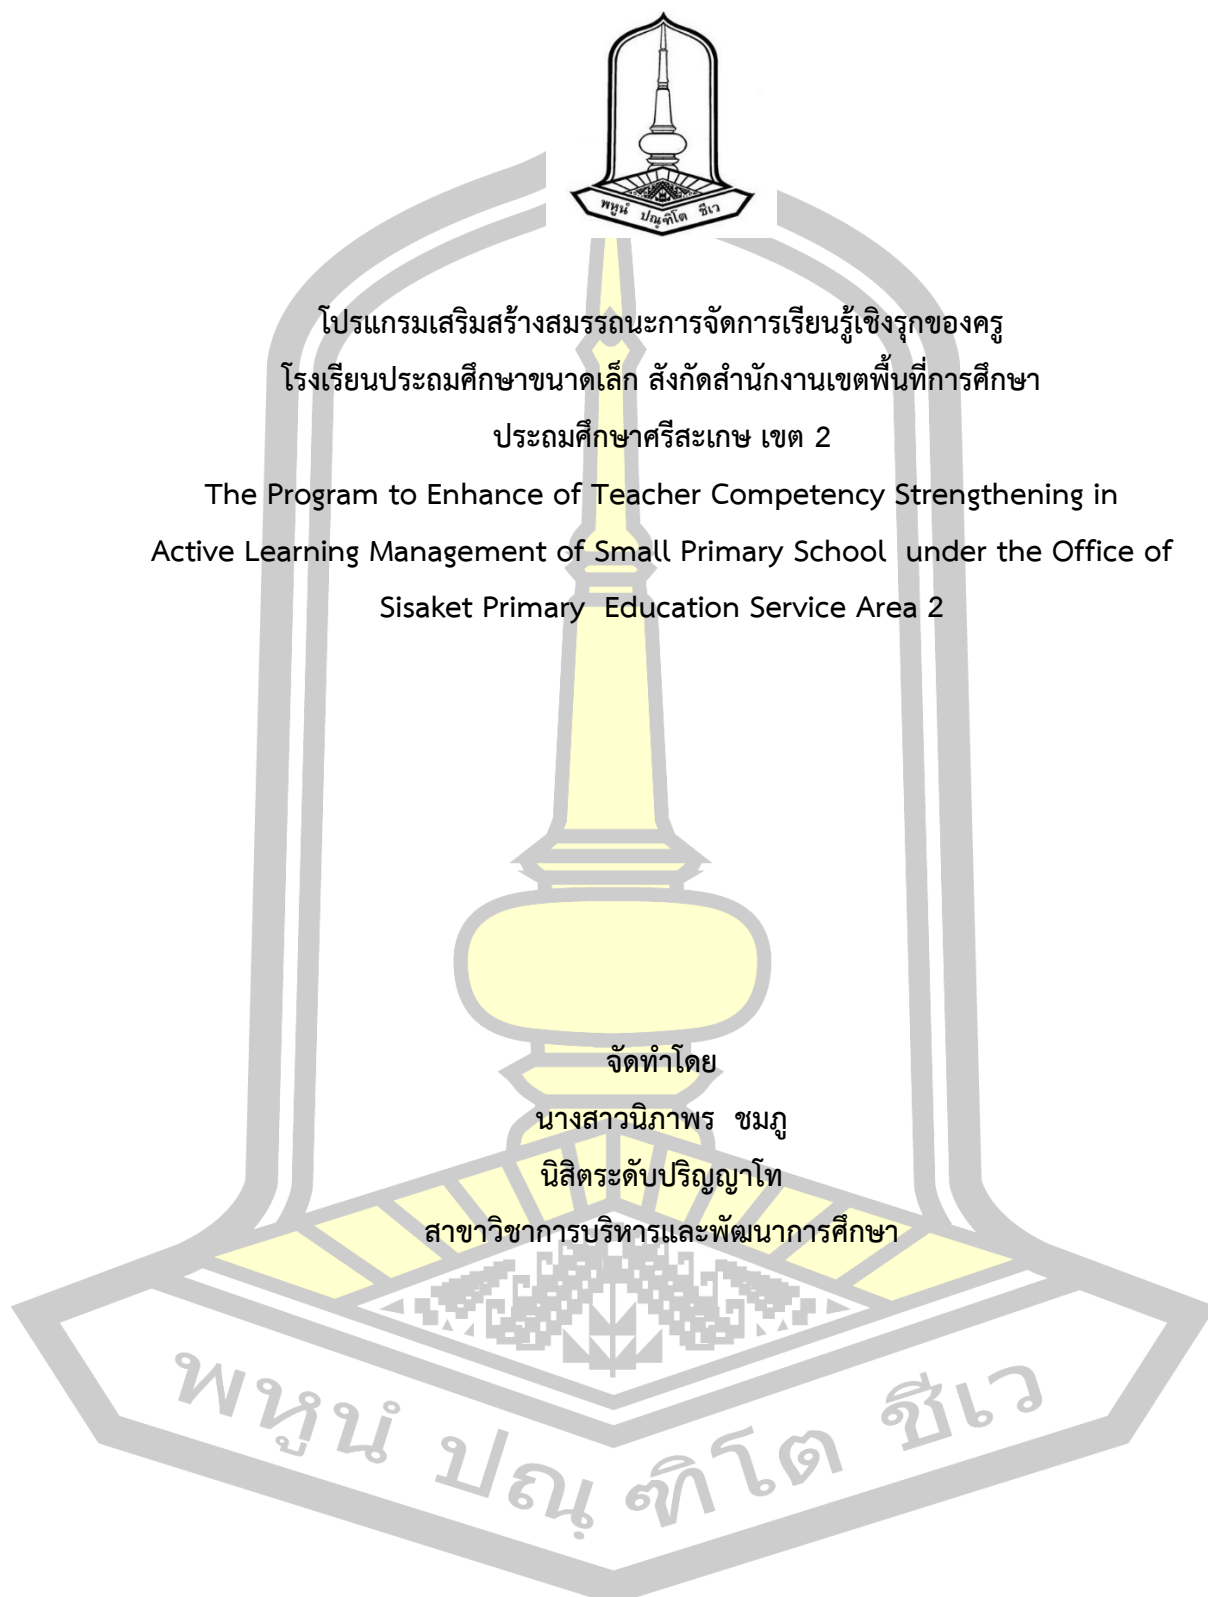 พหูนํ ปณฺฑิโต ชีเว
โปรแกรมเสริมสร้างสมรรถนะการจัดการเรียนรู้เชิงรุกของครู
โรงเรียนประถมศึกษาขนาดเล็ก สังกัดสำนักงานเขตพื้นที่การศึกษา
ประถมศึกษาศรีสะเกษ เขต 2
The Program to Enhance of Teacher Competency Strengthening in
Active Learning Management of Small Primary School under the Office of
Sisaket Primary Education Service Area 2
จัดทำโดย
นางสาวนิภาพร ชมภู
นิสิตระดับปริญญาโท
สาขาวิชาการบริหารและพัฒนาการศึกษา
พหูนํ ปณฺฑิโต ชีเว